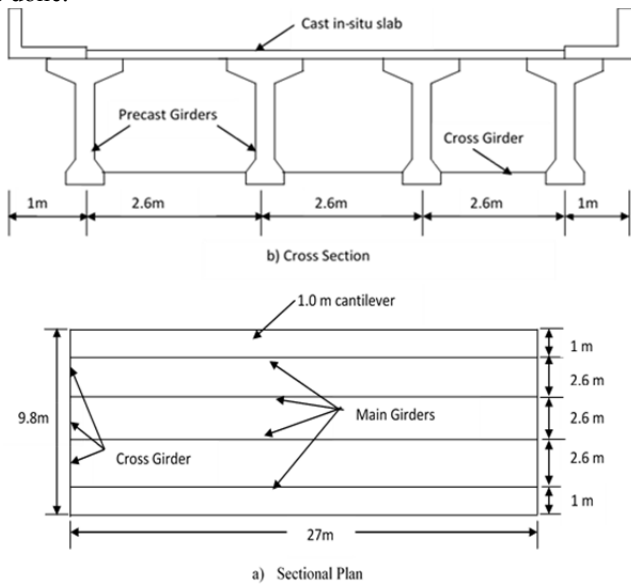 done.
Cast in-situ slab
Precast Girders
Cross Girder
1m 2.6m 2.6m 2.6m 1m
b) Cross Section
1.0 m cantilever
1 m
2.6 m
9.8m
2.6 m
Main Girders
Cross Girder
2.6 m
1 m
27m
a) Sectional Plan